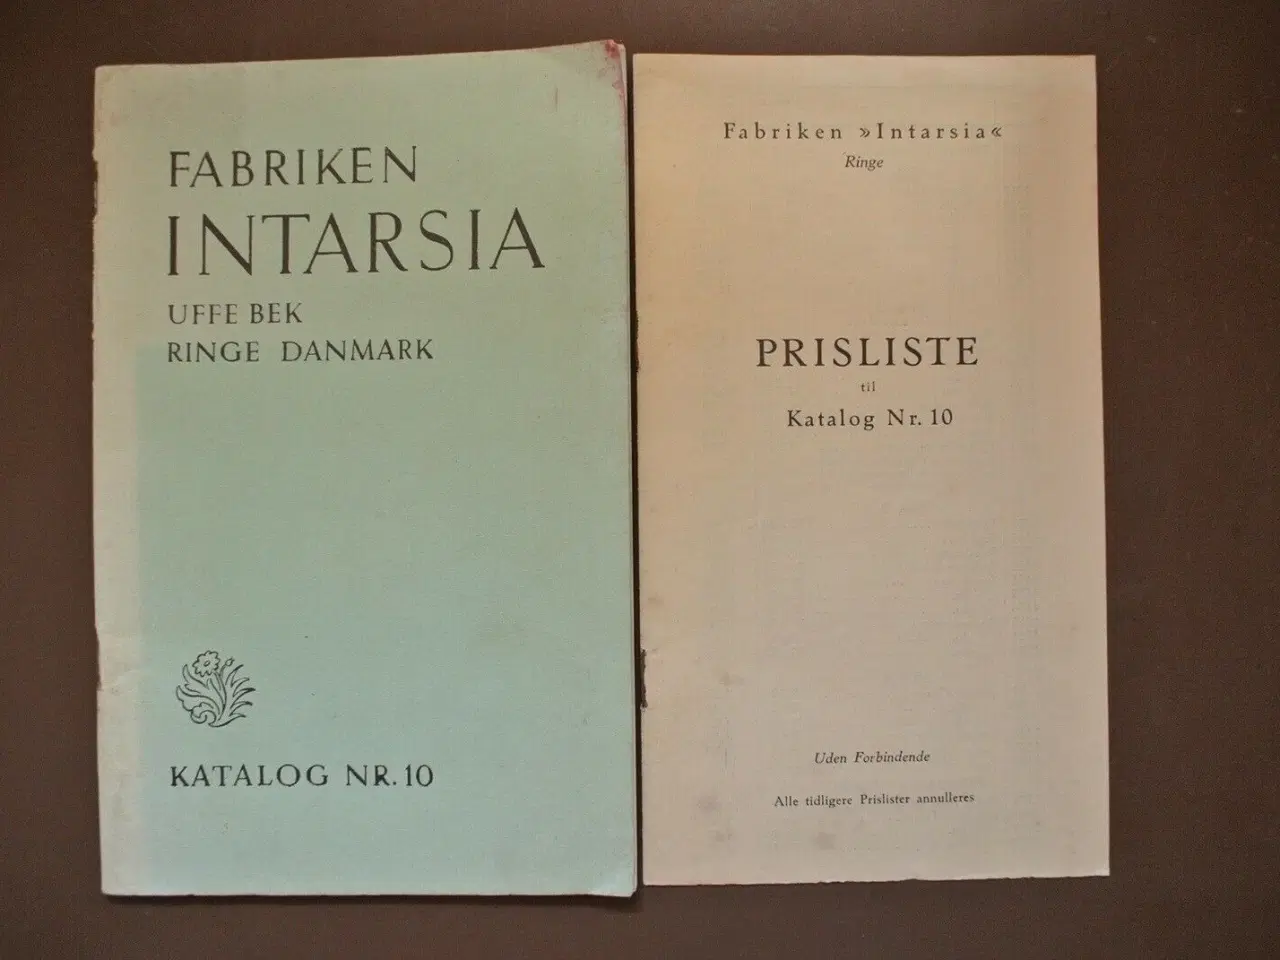 FABRIKEN
INTARSIA
UFFE BEK
RINGE DANMARK
KATALOG NR. 10
Fabriken »Intarsia«
Ringe
PRISLISTE
til
Katalog Nr. 10
Uden Forbindende
Alle tidligere Prislister annulleres